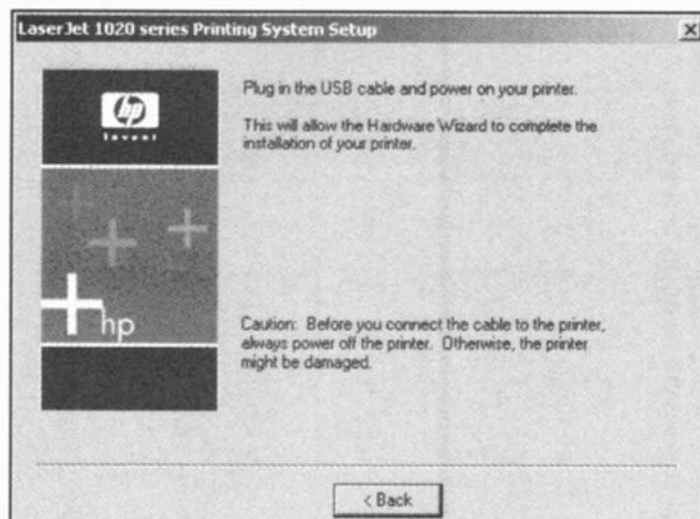 LaserJet 1020 series Printing System Setup
hp
invent
Plug in the USB cable and power on your printer.
This will allow the Hardware Wizard to complete the
installation of your printer.
hp
Caution: Before you connect the cable to the printer,
always power off the printer. Otherwise, the printer
might be damaged.
< Back